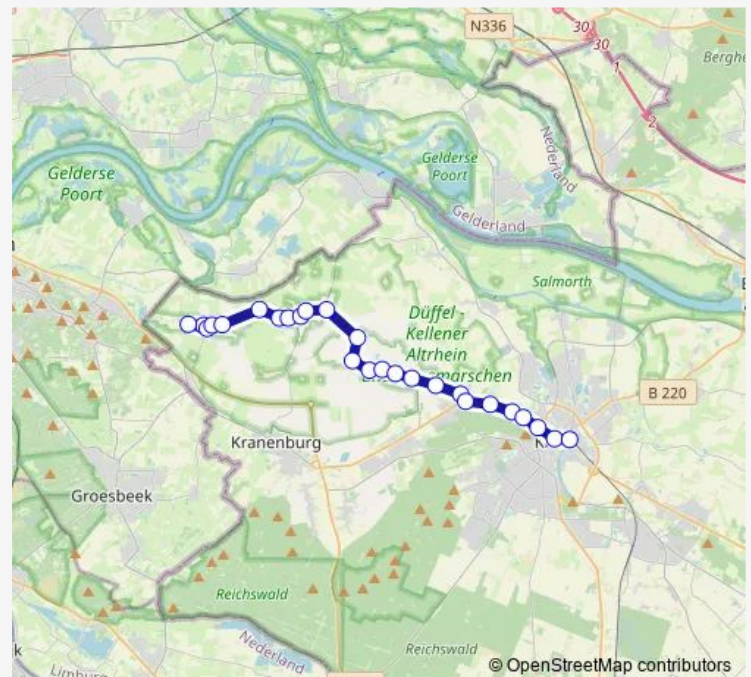 N336
30
30
1
2
Nederland
Gelderse
Poort
Gelderse
Poort
Gelderland
Salmorth
Düffel -
Kellener
Altrhein
B 220
Kranenburg
Groesbeek
Reichswald
Reichswald
Nederland
k
© OpenStreetMap contributors